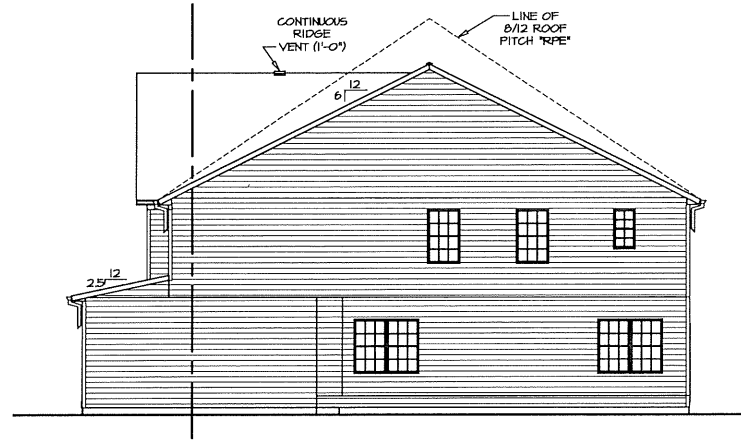 CONTINUOUS
RIDGE
VENT (1'-0")
LINE OF
8/12 ROOF
PITCH "RPE"
12
6
12
2.5